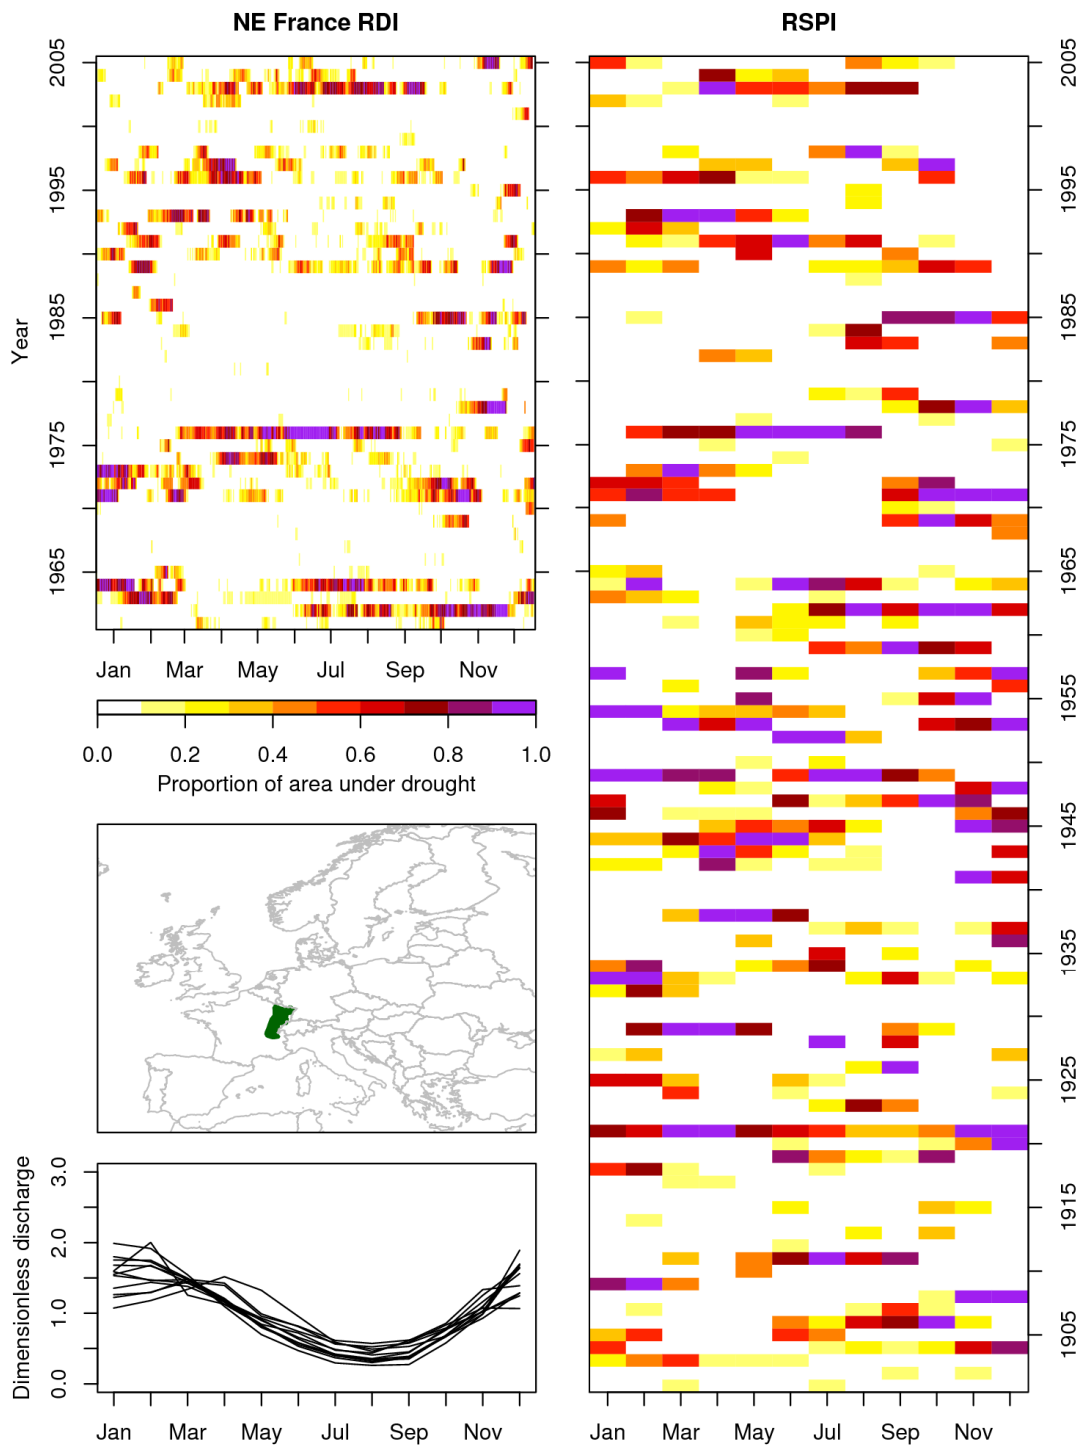 NE France RDI
RSPI
Year
2005
1995
1985
1975
1965
Jan Mar May Jul Sep Nov
0.0 0.2 0.4 0.6 0.8 1.0
Proportion of area under drought
Dimensionless discharge
3.0
2.0
1.0
0.0
Jan Mar May Jul Sep Nov
2005
1995
1985
1975
1965
1955
1945
1935
1925
1915
1905
Jan Mar May Jul Sep Nov